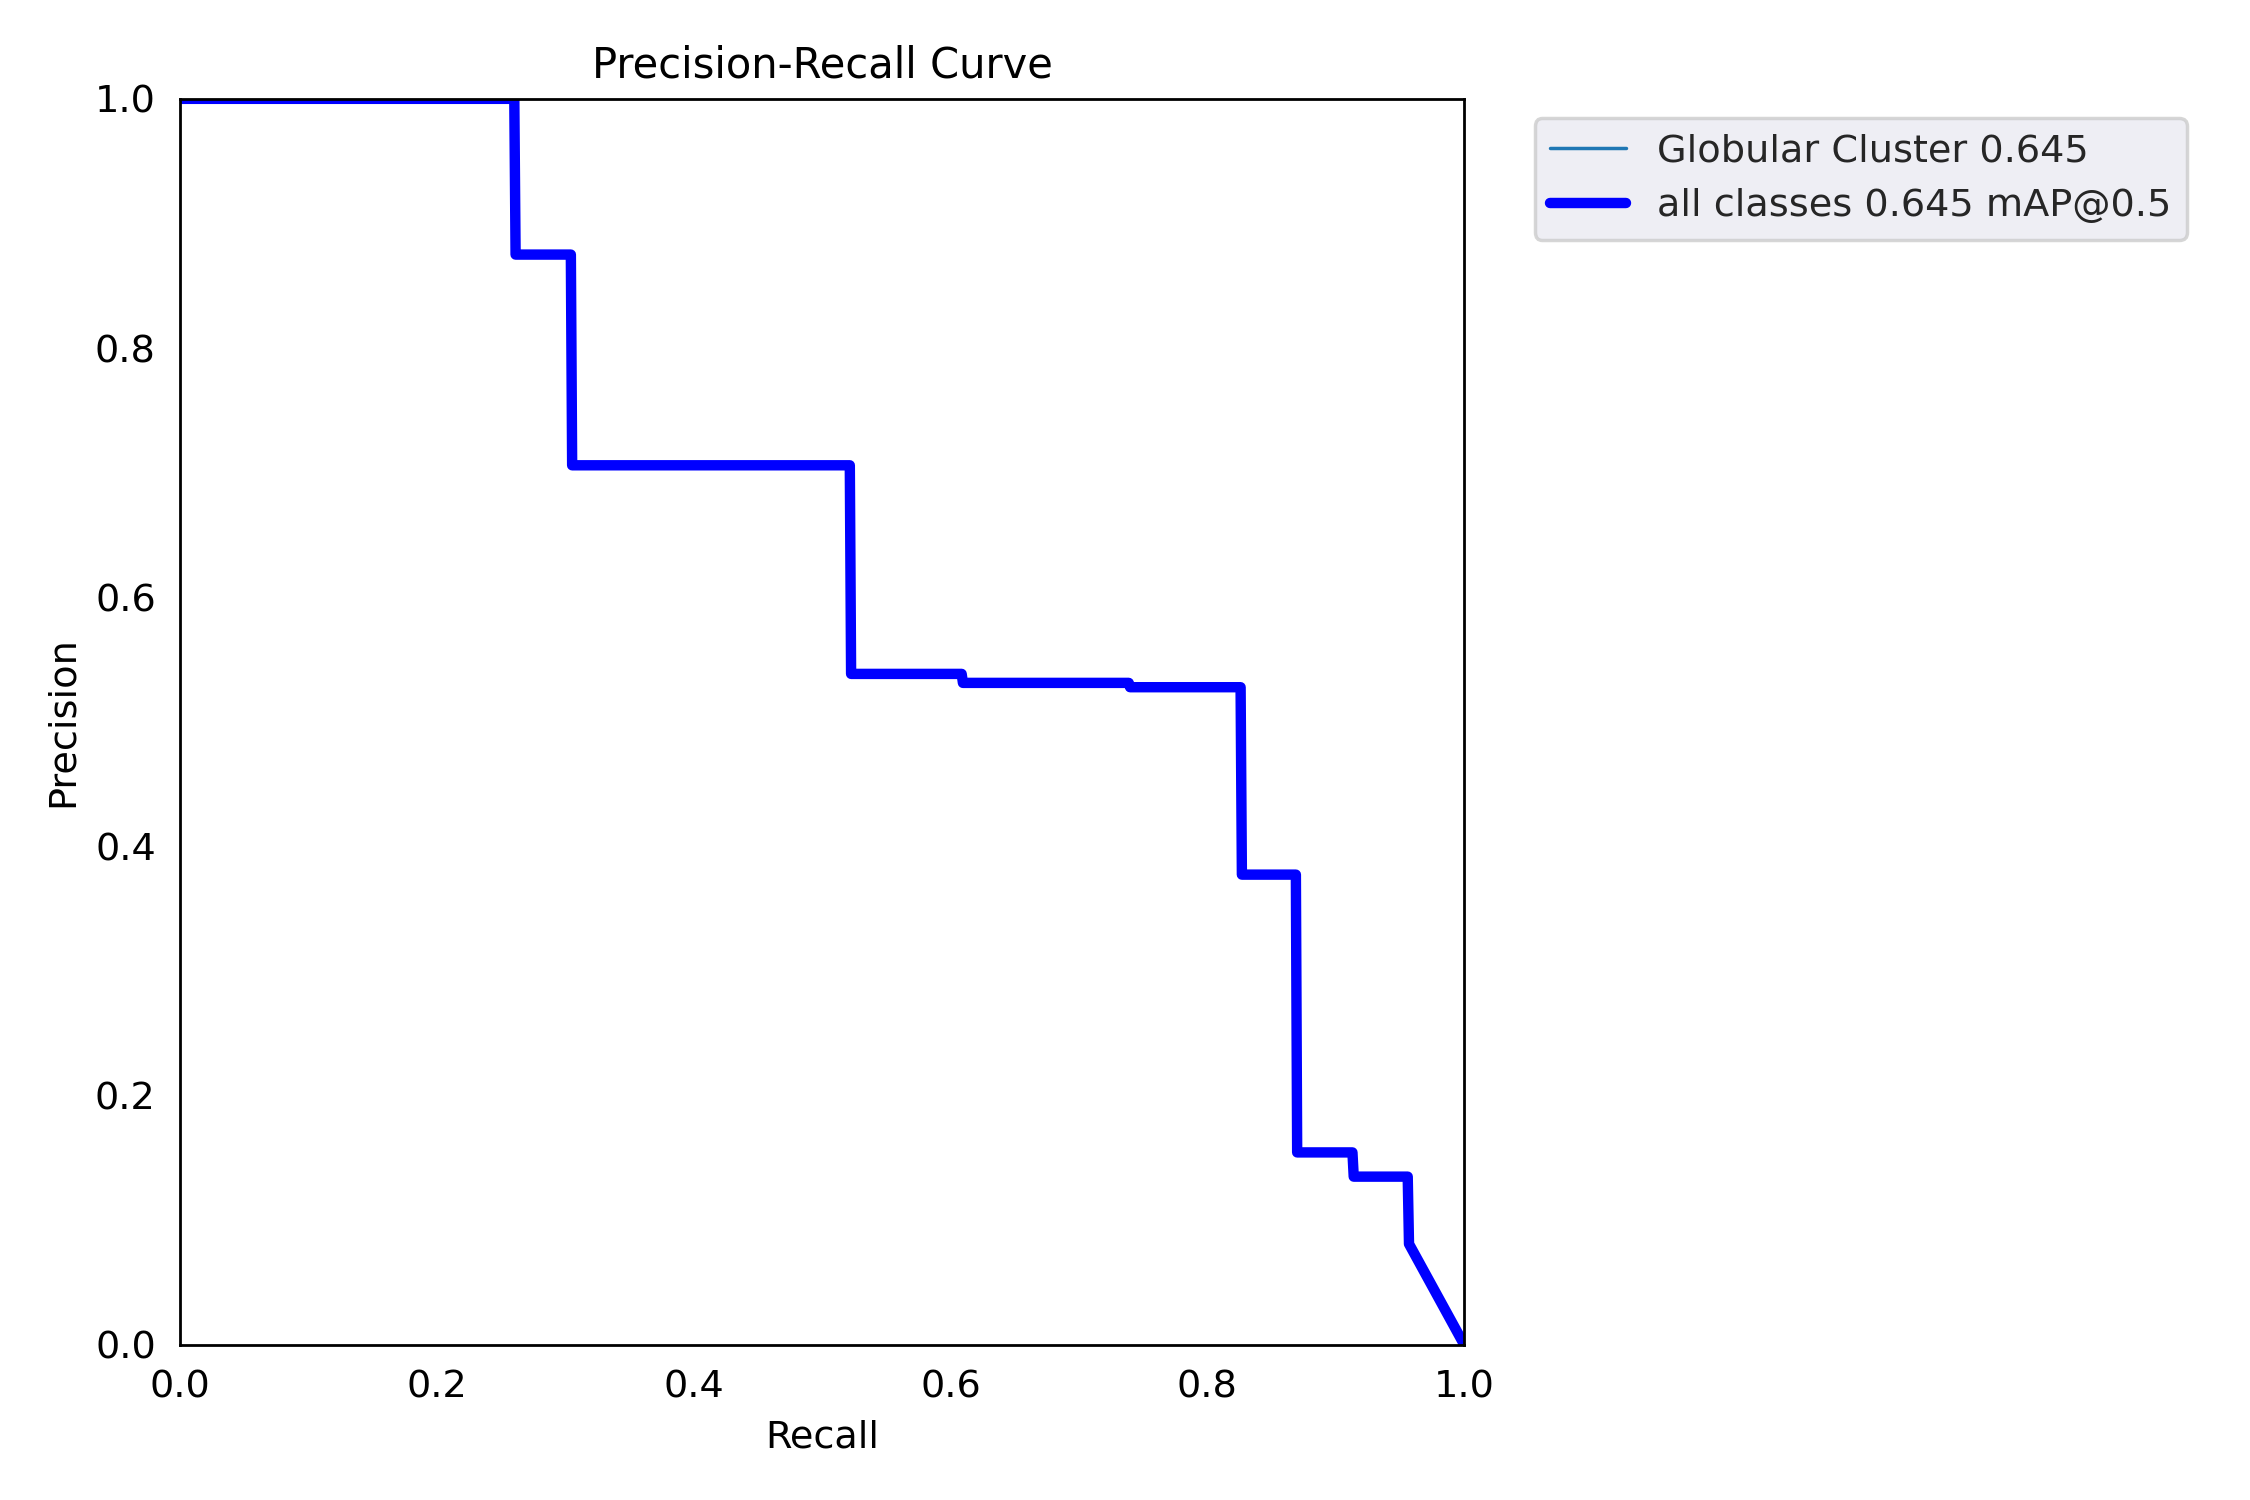 Precision-Recall Curve
1.0
0.8
0.6
0.4
0.2
0.0
Precision
0.0 0.2 0.4 0.6 0.8 1.0
Recall
Globular Cluster 0.645
all classes 0.645 mAP@0.5